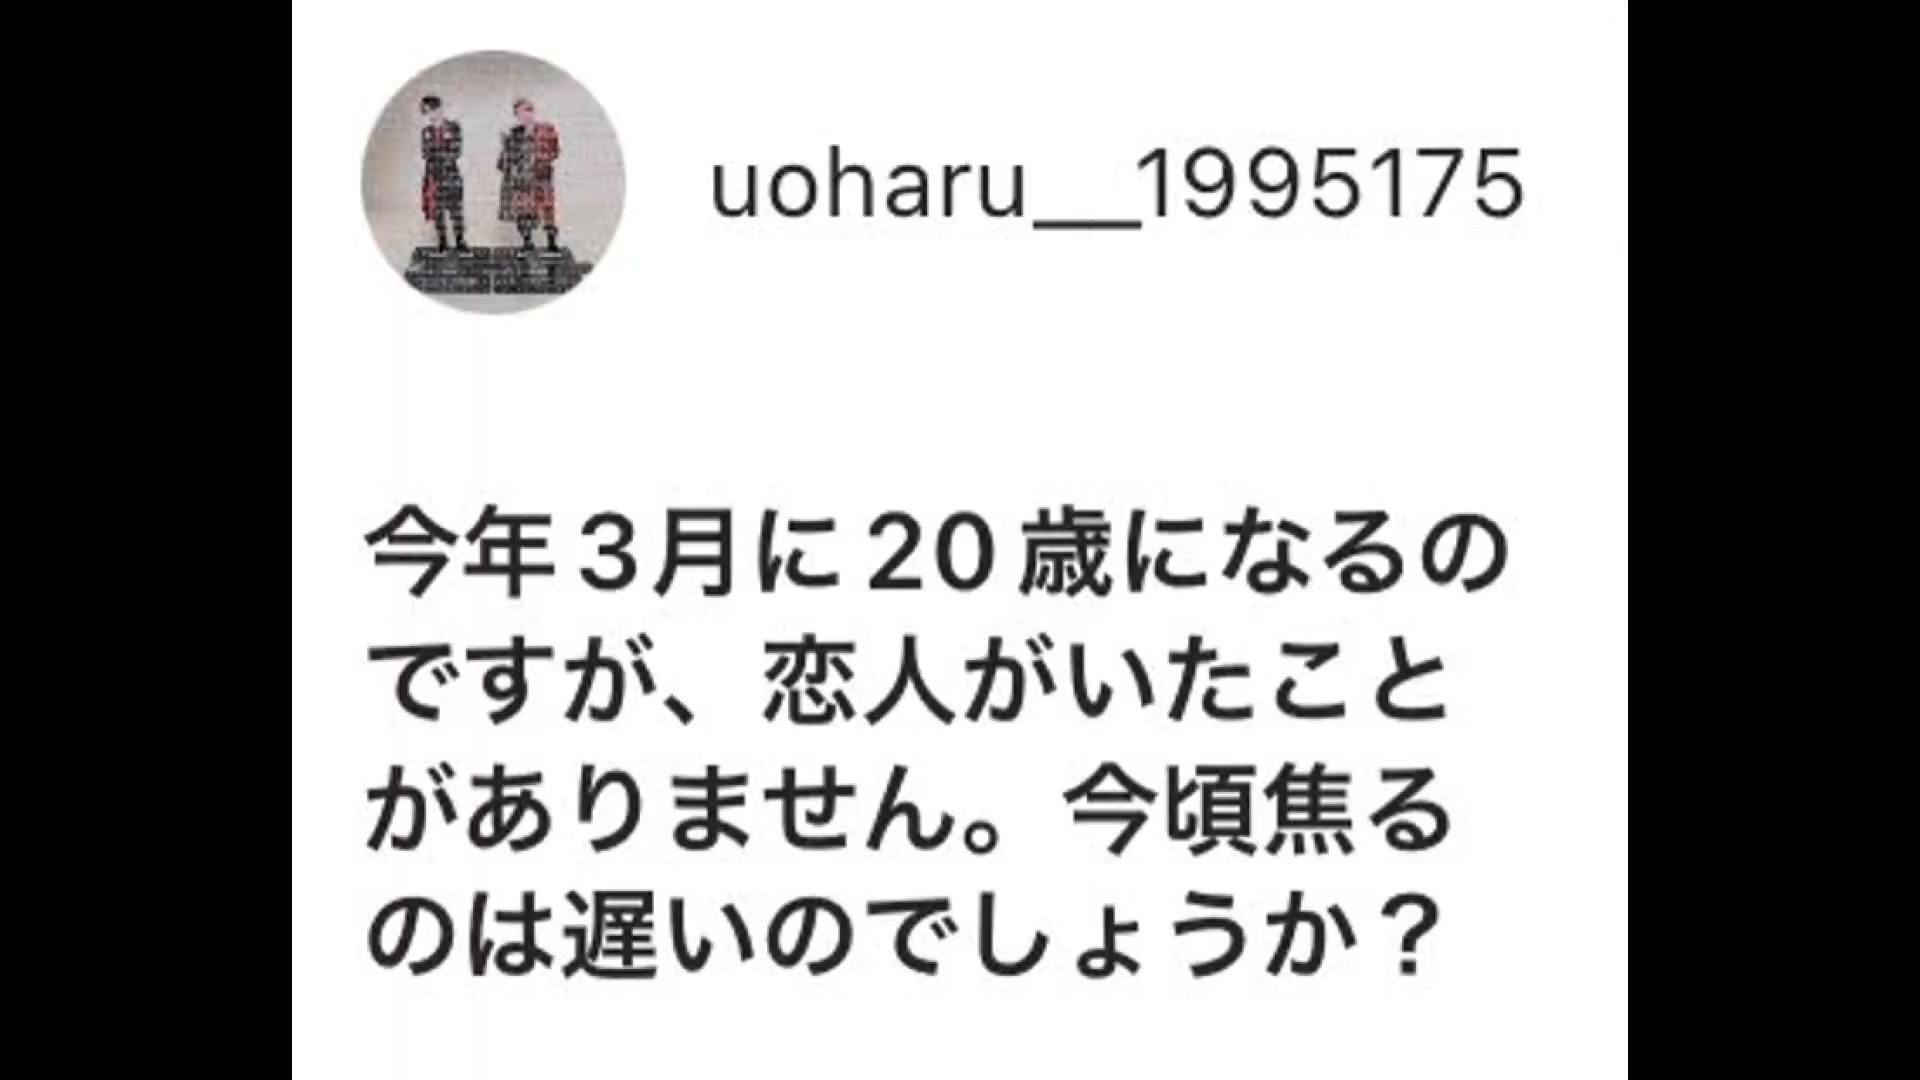 uoharu__1995175
今年3月に20歳になるの
ですが、恋人がいたこと
がありません。今頃焦る
のは遅いのでしょうか？